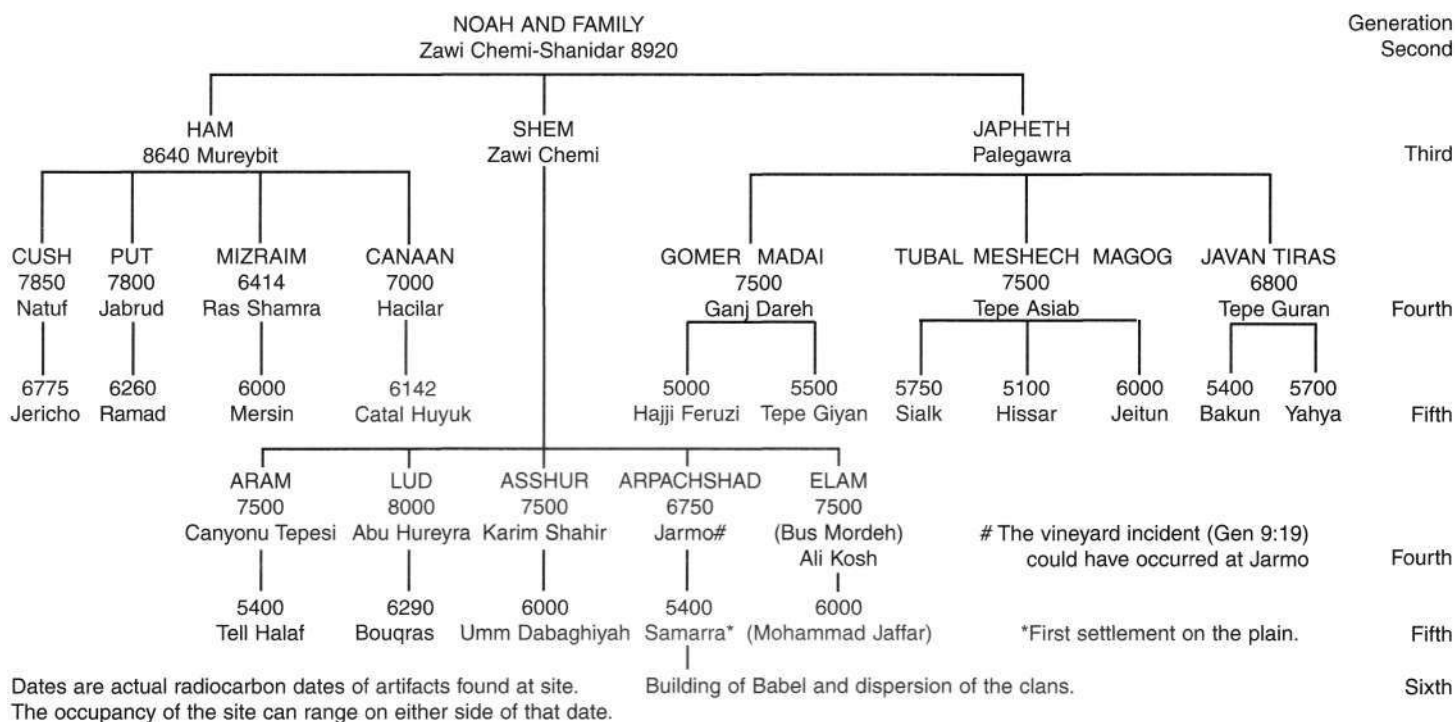 NOAH AND FAMILY
Generation
Zawi Chemi-Shanidar 8920
Second
HAM
SHEM
JAPHETH
8640 Mureybit
Zawi Chemi
Palegawra
Third
CUSH
PUT
MIZRAIM
CANAAN
GOMER MADAI
TUBAL MESHECH MAGOG
JAVAN TIRAS
7850
7800
6414
7000
7500
7500
6800
Natuf
Jabrud
Ras Shamra
Hacilar
Ganj Dareh
Tepe Asiab
Tepe Guran
Fourth
6775
6260
6000
6142
5000
5500
5750
5100
6000
5400
5700
Jericho
Ramad
Mersin
Catal Huyuk
Hajji Feruzi
Tepe Giyan
Sialk
Hissar
Jeitun
Bakun
Yahya
Fifth
ARAM
LUD
ASSHUR
ARPACHSHAD
ELAM
7500
8000
7500
6750
7500
Canyonu Tepesi
Abu Hureyra
Karim Shahir
Jarmo#
(Bus Mordeh)
Ali Kosh
# The vineyard incident (Gen 9:19)
could have occurred at Jarmo
Fourth
5400
6290
6000
5400
6000
Tell Halaf
Bouqras
Umm Dabaghiyah
Samarra*
(Mohammad Jaffar)
*First settlement on the plain.
Fifth
Dates are actual radiocarbon dates of artifacts found at site.
Building of Babel and dispersion of the clans.
Sixth
The occupancy of the site can range on either side of that date.